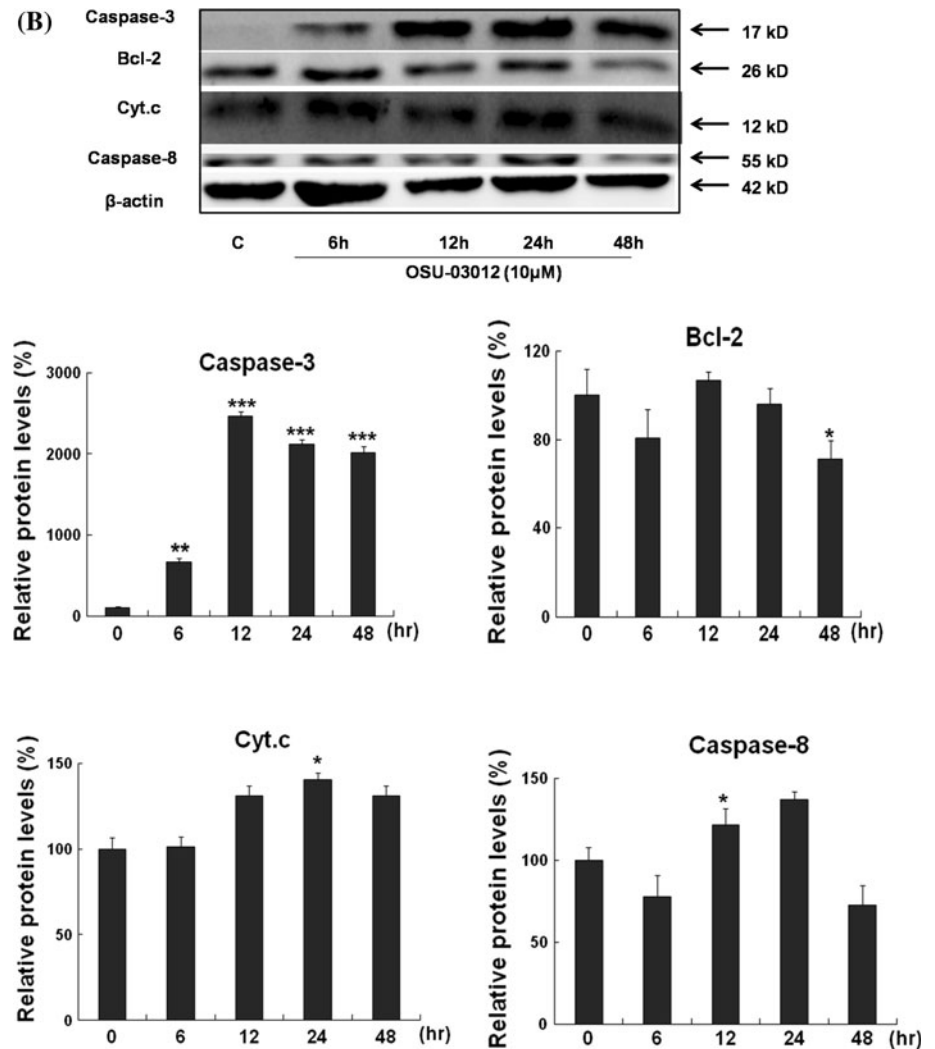 (B)
Caspase-3 17 kD
Bcl-2 26 kD
Cyt.c 12 kD
Caspase-8 55 kD
β-actin 42 kD
C 6h 12h 24h 48h
OSU-03012 (10µM)
Caspase-3
Relative protein levels (%)
3000
2000
1000
0
** *** *** ***
0 6 12 24 48 (hr)
Bcl-2
Relative protein levels (%)
120
80
40
0
*
0 6 12 24 48 (hr)
Cyt.c
Relative protein levels (%)
150
100
50
0
*
0 6 12 24 48 (hr)
Caspase-8
Relative protein levels (%)
150
100
50
0
*
0 6 12 24 48 (hr)